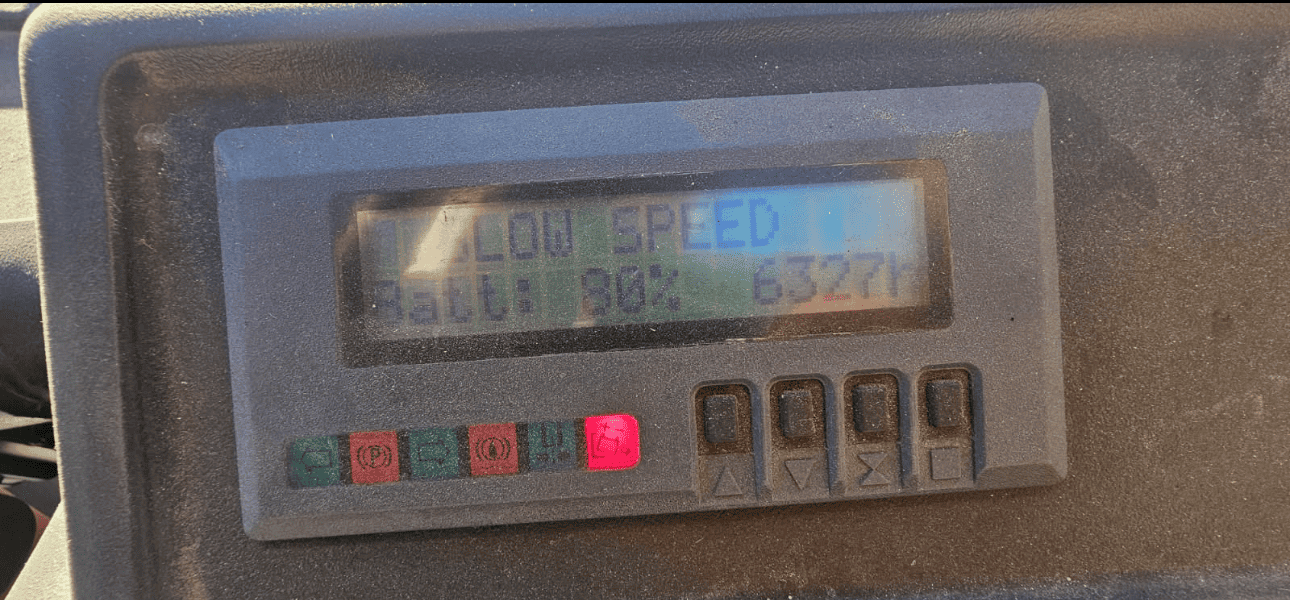 SLOW SPEED
Batt: 80% 6327h
(P)